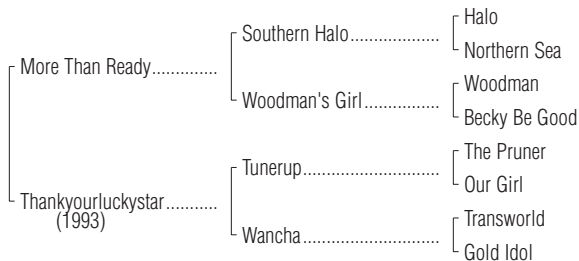 Halo
Southern Halo...................
Northern Sea
More Than Ready.............
Woodman
Woodman's Girl................
Becky Be Good
The Pruner
Tunerup.............................
Our Girl
Thankyourluckystar...........
(1993)
Transworld
Wancha.............................
Gold Idol